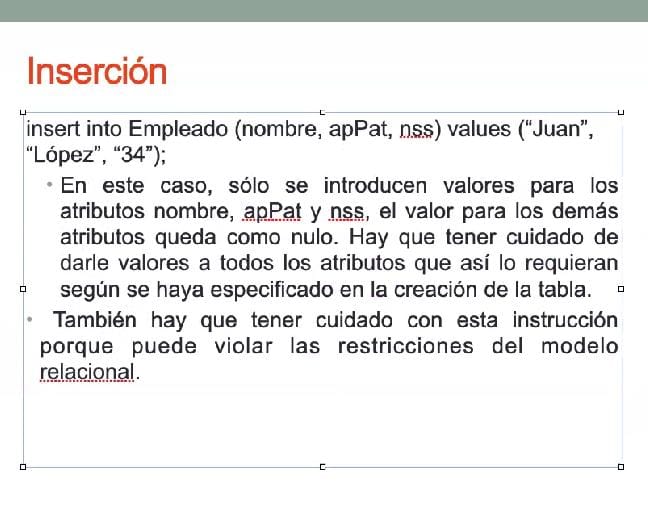 Inserción
insert into Empleado (nombre, apPat, nss) values (“Juan”,
“López”, “34”);
• En este caso, sólo se introducen valores para los
atributos nombre, apPat y nss, el valor para los demás
atributos queda como nulo. Hay que tener cuidado de
darle valores a todos los atributos que así lo requieran
según se haya especificado en la creación de la tabla.
• También hay que tener cuidado con esta instrucción
porque puede violar las restricciones del modelo
relacional.